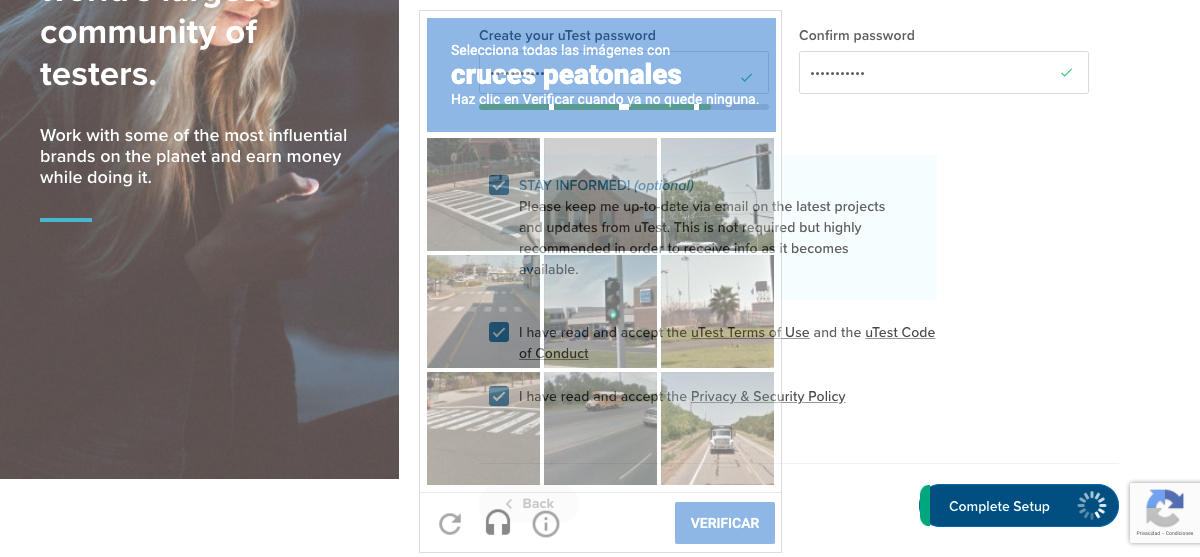 world's largest
community of
testers.
Work with some of the most influential
brands on the planet and earn money
while doing it.
Create your uTest password
Confirm password
Selecciona todas las imágenes con
cruces peatonales
Haz clic en Verificar cuando ya no quede ninguna.
•••••••••••
STAY INFORMED! (optional)
Please keep me up-to-date via email on the latest projects
and updates from uTest. This is not required but highly
recommended in order to receive info as it becomes
available.
I have read and accept the uTest Terms of Use and the uTest Code
of Conduct
I have read and accept the Privacy & Security Policy
Back
VERIFICAR
Complete Setup
Privacidad - Condiciones